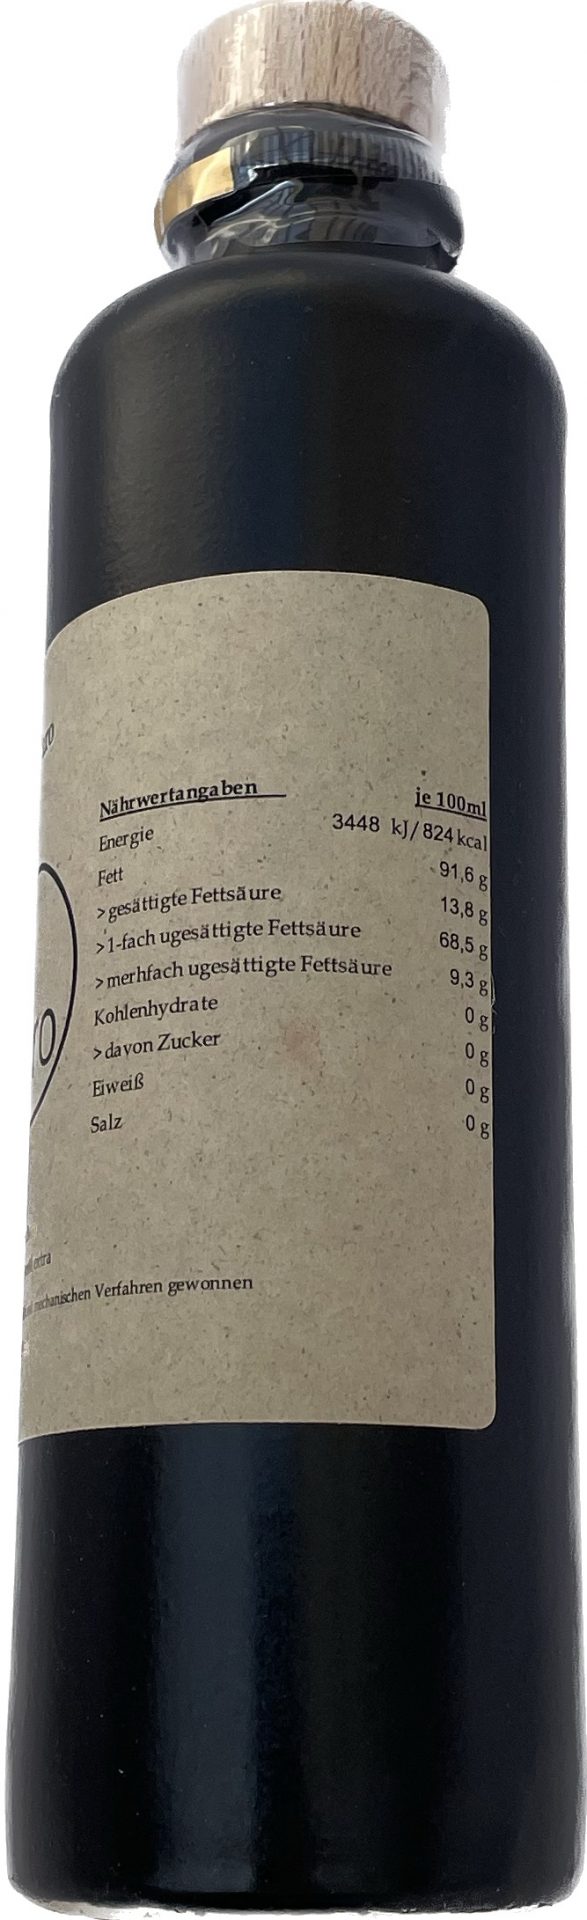 Nährwertangaben je 100ml
Energie 3448 kJ/824 kcal
Fett 91,6 g
>gesättigte Fettsäure 13,8 g
>1-fach ugesättigte Fettsäure 68,5 g
>merhfach ugesättigte Fettsäure 9,3 g
Kohlenhydrate 0 g
>davon Zucker 0 g
Eiweiß 0 g
Salz 0 g
extra
mechanischen Verfahren gewonnen